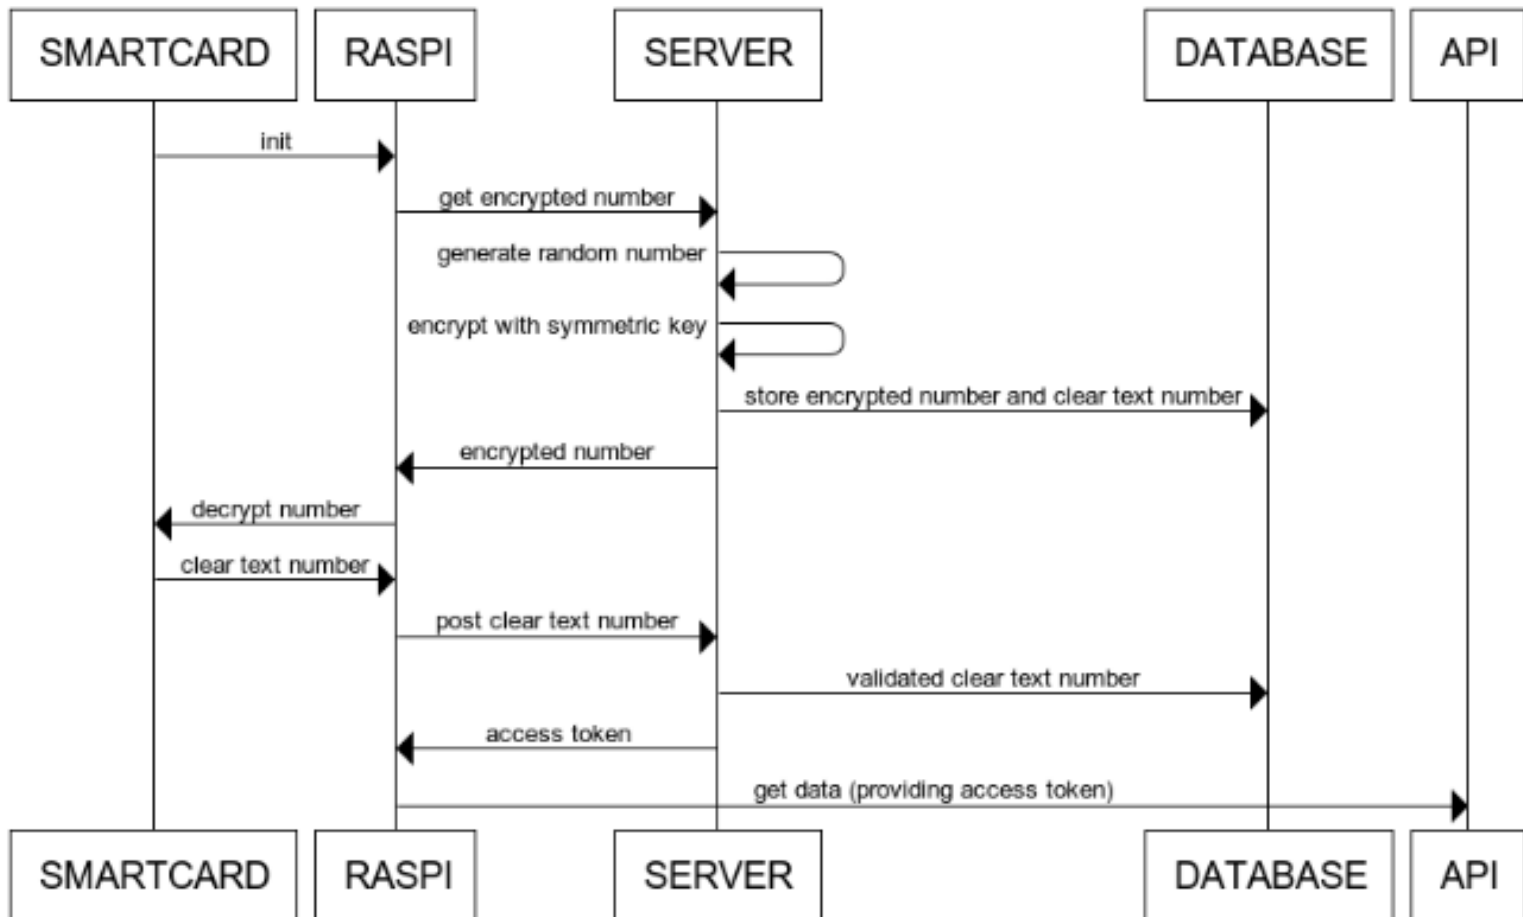 SMARTCARD
RASPI
SERVER
DATABASE
API
init
get encrypted number
generate random number
encrypt with symmetric key
store encrypted number and clear text number
encrypted number
decrypt number
clear text number
post clear text number
validated clear text number
access token
get data (providing access token)
SMARTCARD
RASPI
SERVER
DATABASE
API